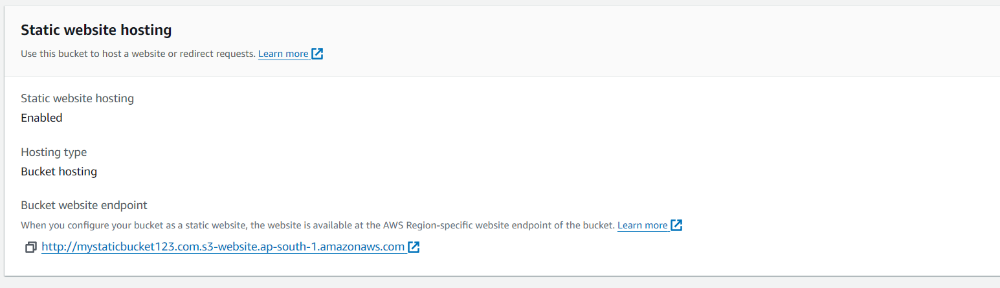 Static website hosting
Use this bucket to host a website or redirect requests. Learn more
Static website hosting
Enabled
Hosting type
Bucket hosting
Bucket website endpoint
When you configure your bucket as a static website, the website is available at the AWS Region-specific website endpoint of the bucket. Learn more
http://mystaticbucket123.com.s3-website.ap-south-1.amazonaws.com